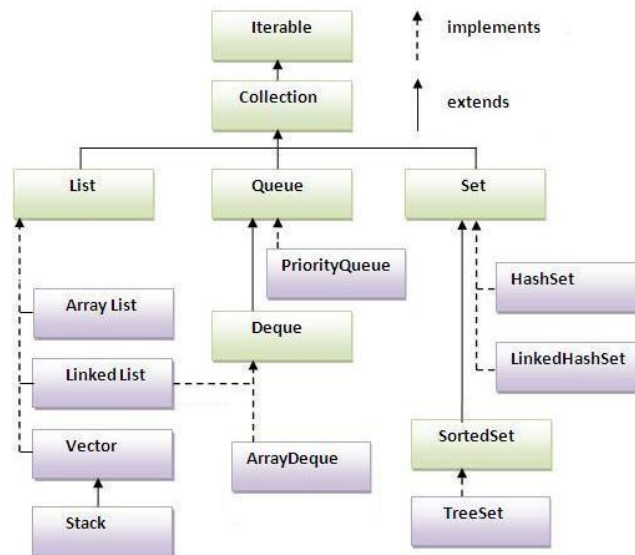 Iterable
implements
Collection
extends
List
Queue
Set
PriorityQueue
HashSet
Array List
Deque
Linked List
LinkedHashSet
Vector
ArrayDeque
SortedSet
Stack
TreeSet